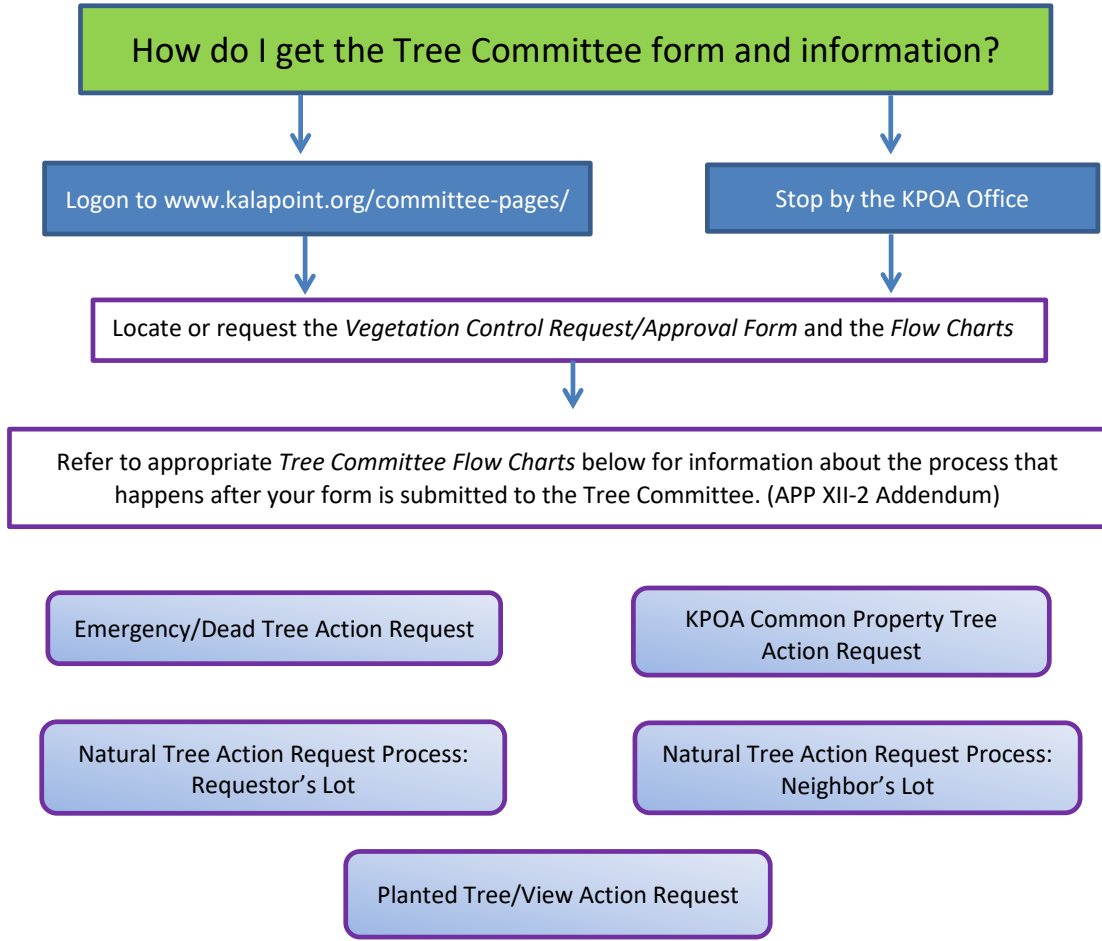 How do I get the Tree Committee form and information?
Logon to www.kalapoint.org/committee-pages/
Stop by the KPOA Office
Locate or request the Vegetation Control Request/Approval Form and the Flow Charts
Refer to appropriate Tree Committee Flow Charts below for information about the process that
happens after your form is submitted to the Tree Committee. (APP XII-2 Addendum)
Emergency/Dead Tree Action Request
KPOA Common Property Tree
Action Request
Natural Tree Action Request Process:
Requestor’s Lot
Natural Tree Action Request Process:
Neighbor’s Lot
Planted Tree/View Action Request